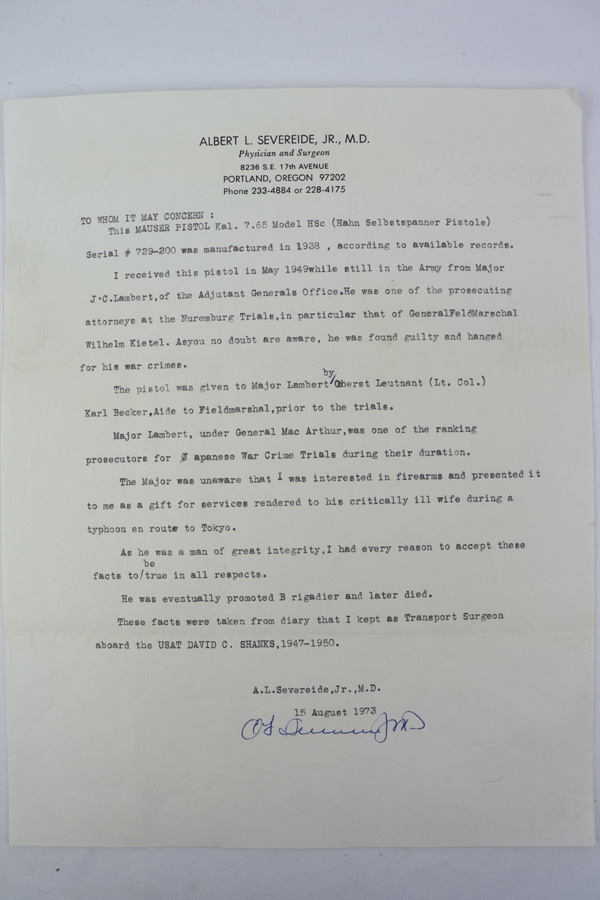 ALBERT L. SEVEREIDE, JR., M.D.
Physician and Surgeon
8236 S.E. 17th AVENUE
PORTLAND, OREGON 97202
Phone 233-4884 or 228-4175
TO WHOM IT MAY CONCERN :
This MAUSER PISTOL Kal. 7.65 Model HSc (Hahn Selbstspanner Pistole)
Serial # 729-200 was manufactured in 1938 , according to available records.
I received this pistol in May 1949while still in the Army from Major
J.C.Lambert,of the Adjutant Generals Office.He was one of the prosecuting
attorneys at the Nuremburg Trials,in particular that of GeneralFeldMarschal
Wilhelm Kietel. Asyou no doubt are aware, he was found guilty and hanged
for his war crimes.
by
The pistol was given to Major Lambert/Oberst Leutnant (Lt. Col.)
Karl Becker,Aide to Fieldmarshal,prior to the trials.
Major Lambert, under General Mac Arthur,was one of the ranking
prosecutors for J apanese War Crime Trials during their duration.
The Major was unaware that I was interested in firearms and presented it
to me as a gift for services rendered to his critically ill wife during a
typhoon en route to Tokyo.
As he was a man of great integrity,I had every reason to accept these
be
facts to/true in all respects.
He was eventually promoted B rigadier and later died.
These facts were taken from diary that I kept as Transport Surgeon
aboard the USAT DAVID C. SHANKS,1947-1950.
A.L.Severeide,Jr.,M.D.
15 August 1973